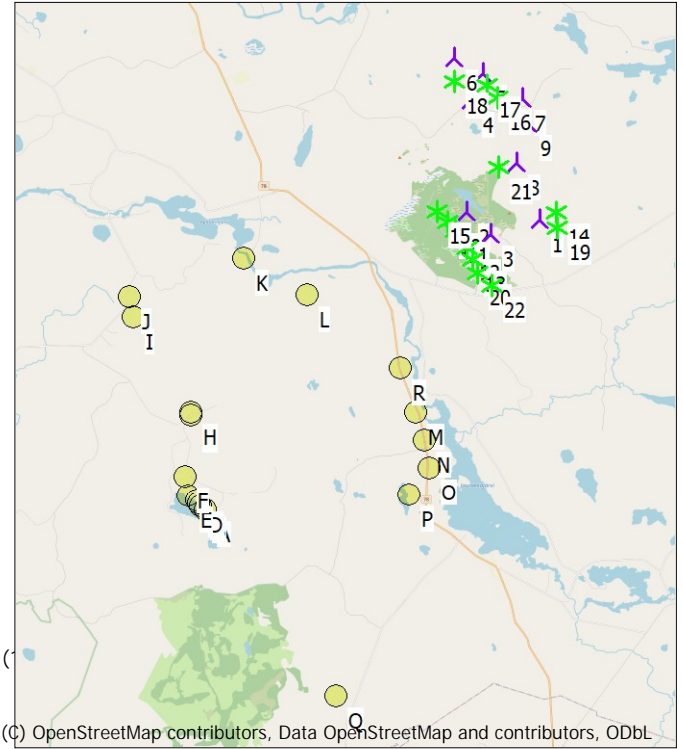 6
18
17
4
16 7
9
21 3
15 2
14
1
19
3
20
22
K
J
L
I
R
H
M
N
F
O
E D
P
Q
(C) OpenStreetMap contributors, Data OpenStreetMap and contributors, ODbL